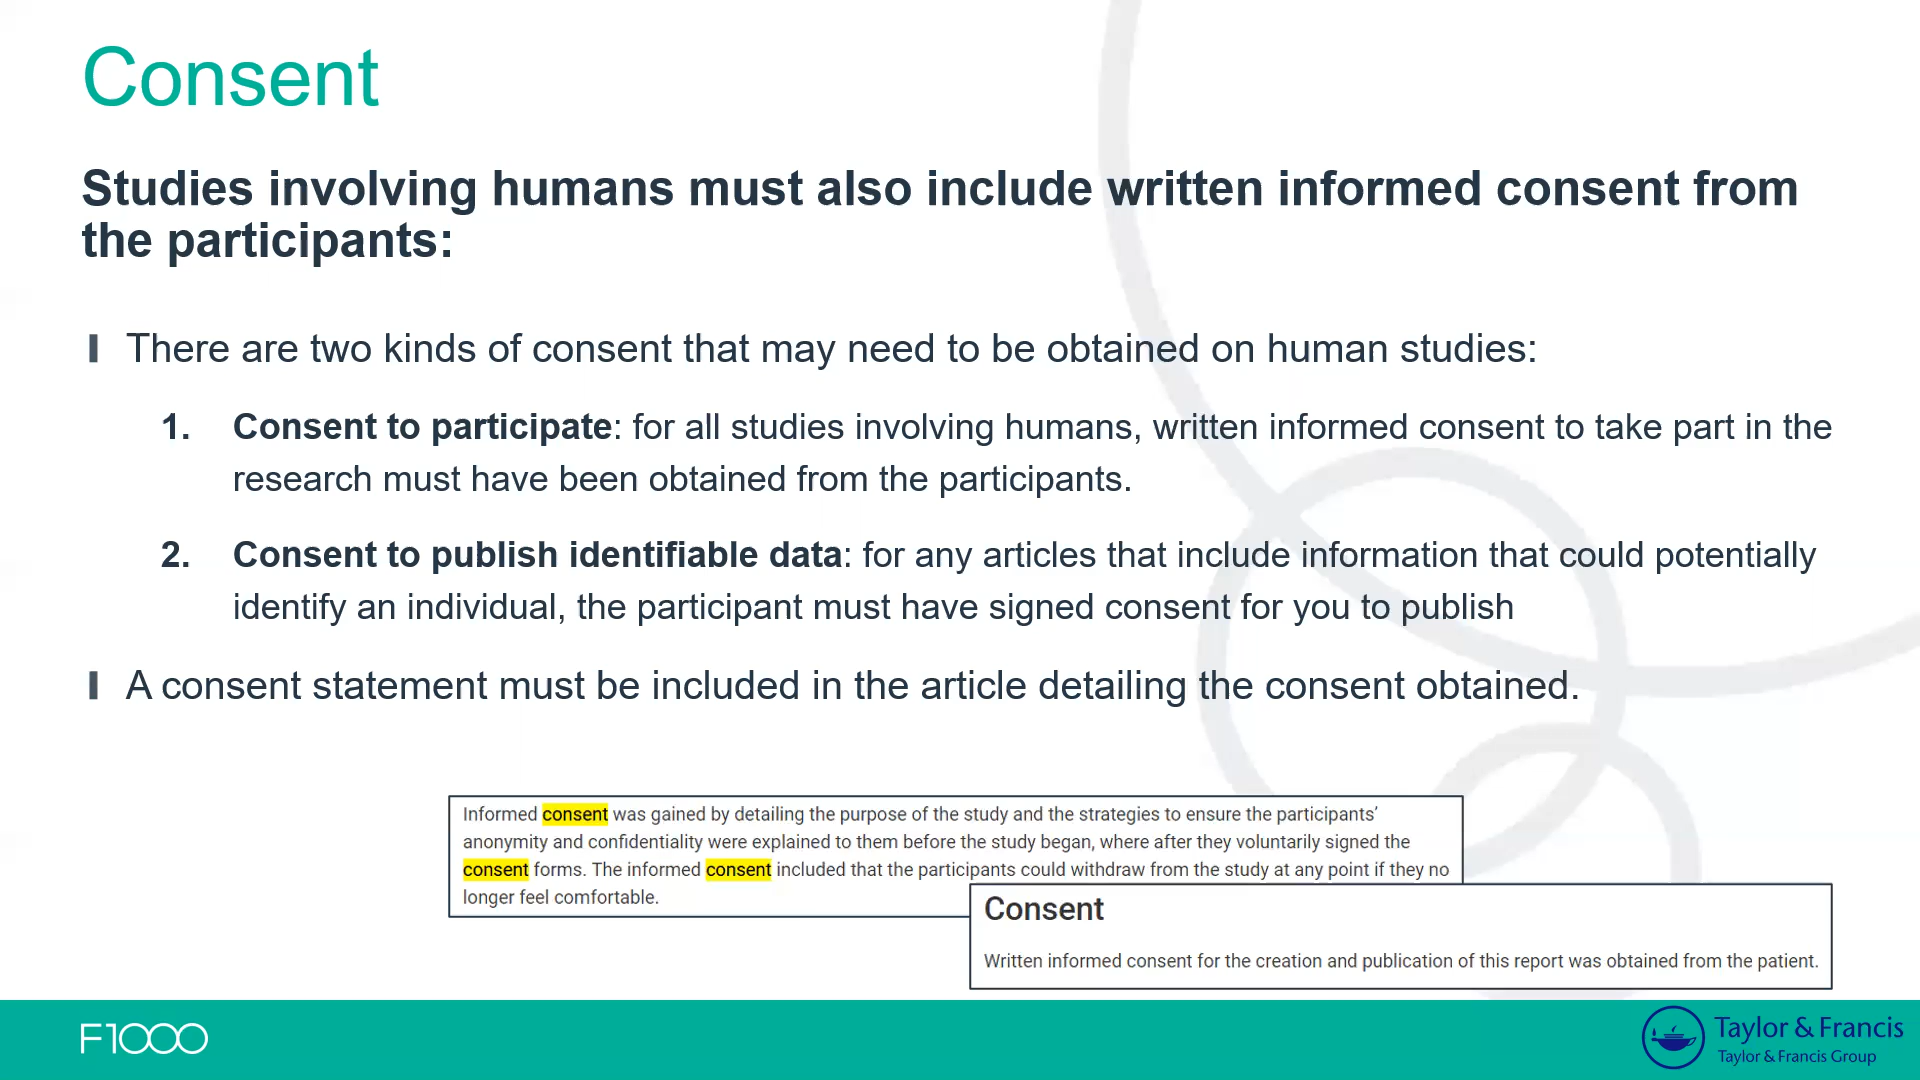 Consent
Studies involving humans must also include written informed consent from
the participants:
There are two kinds of consent that may need to be obtained on human studies:
1. Consent to participate: for all studies involving humans, written informed consent to take part in the
research must have been obtained from the participants.
2. Consent to publish identifiable data: for any articles that include information that could potentially
identify an individual, the participant must have signed consent for you to publish
A consent statement must be included in the article detailing the consent obtained.
Informed consent was gained by detailing the purpose of the study and the strategies to ensure the participants’
anonymity and confidentiality were explained to them before the study began, where after they voluntarily signed the
consent forms. The informed consent included that the participants could withdraw from the study at any point if they no
longer feel comfortable.
Consent
Written informed consent for the creation and publication of this report was obtained from the patient.
F1000
Taylor & Francis
Taylor & Francis Group